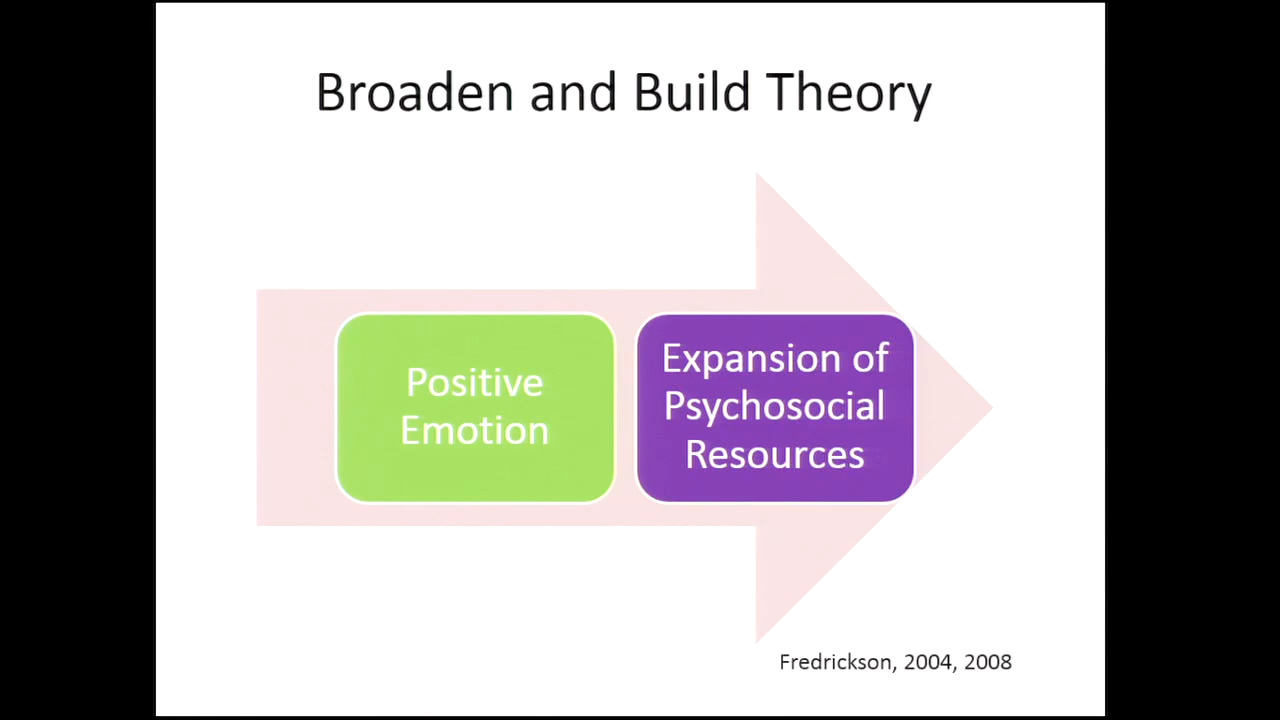 Broaden and Build Theory
Positive
Emotion
Expansion of
Psychosocial
Resources
Fredrickson, 2004, 2008